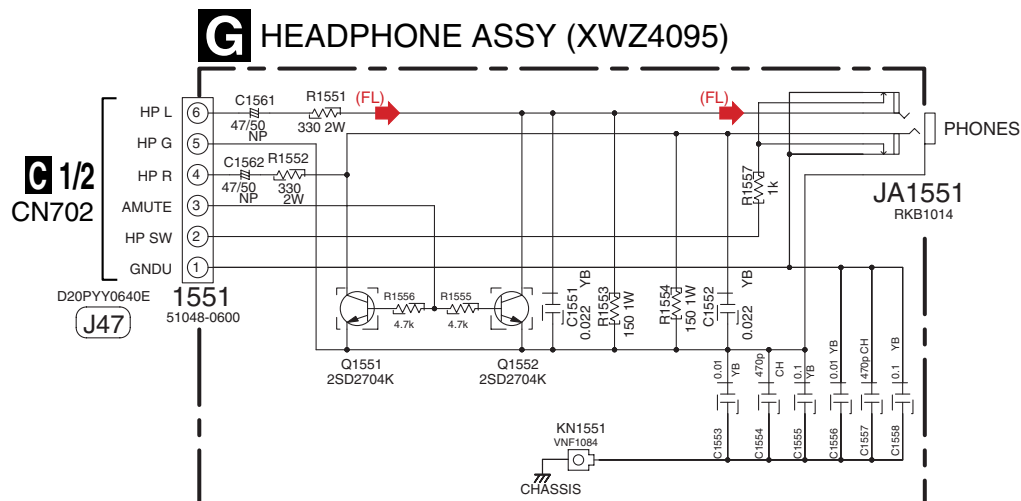 G HEADPHONE ASSY (XWZ4095)
C 1/2
CN702
D20PYY0640E
J47
HP L
HP G
HP R
AMUTE
HP SW
GNDU
6
5
4
3
2
1
1551
51048-0600
C1561
47/50
NP
R1551
330 2W
(FL)
(FL)
C1562
47/50
NP
R1552
330
2W
R1557
1k
PHONES
JA1551
RKB1014
R1556
4.7k
R1555
4.7k
Q1551
2SD2704K
Q1552
2SD2704K
C1551
0.022
YB
R1553
150 1W
R1554
150 1W
C1552
0.022
YB
C1553
0.01
YB
C1554
470p
CH
C1555
0.1
YB
C1556
0.01 YB
C1557
470p CH
C1558
0.1 YB
KN1551
VNF1084
CHASSIS